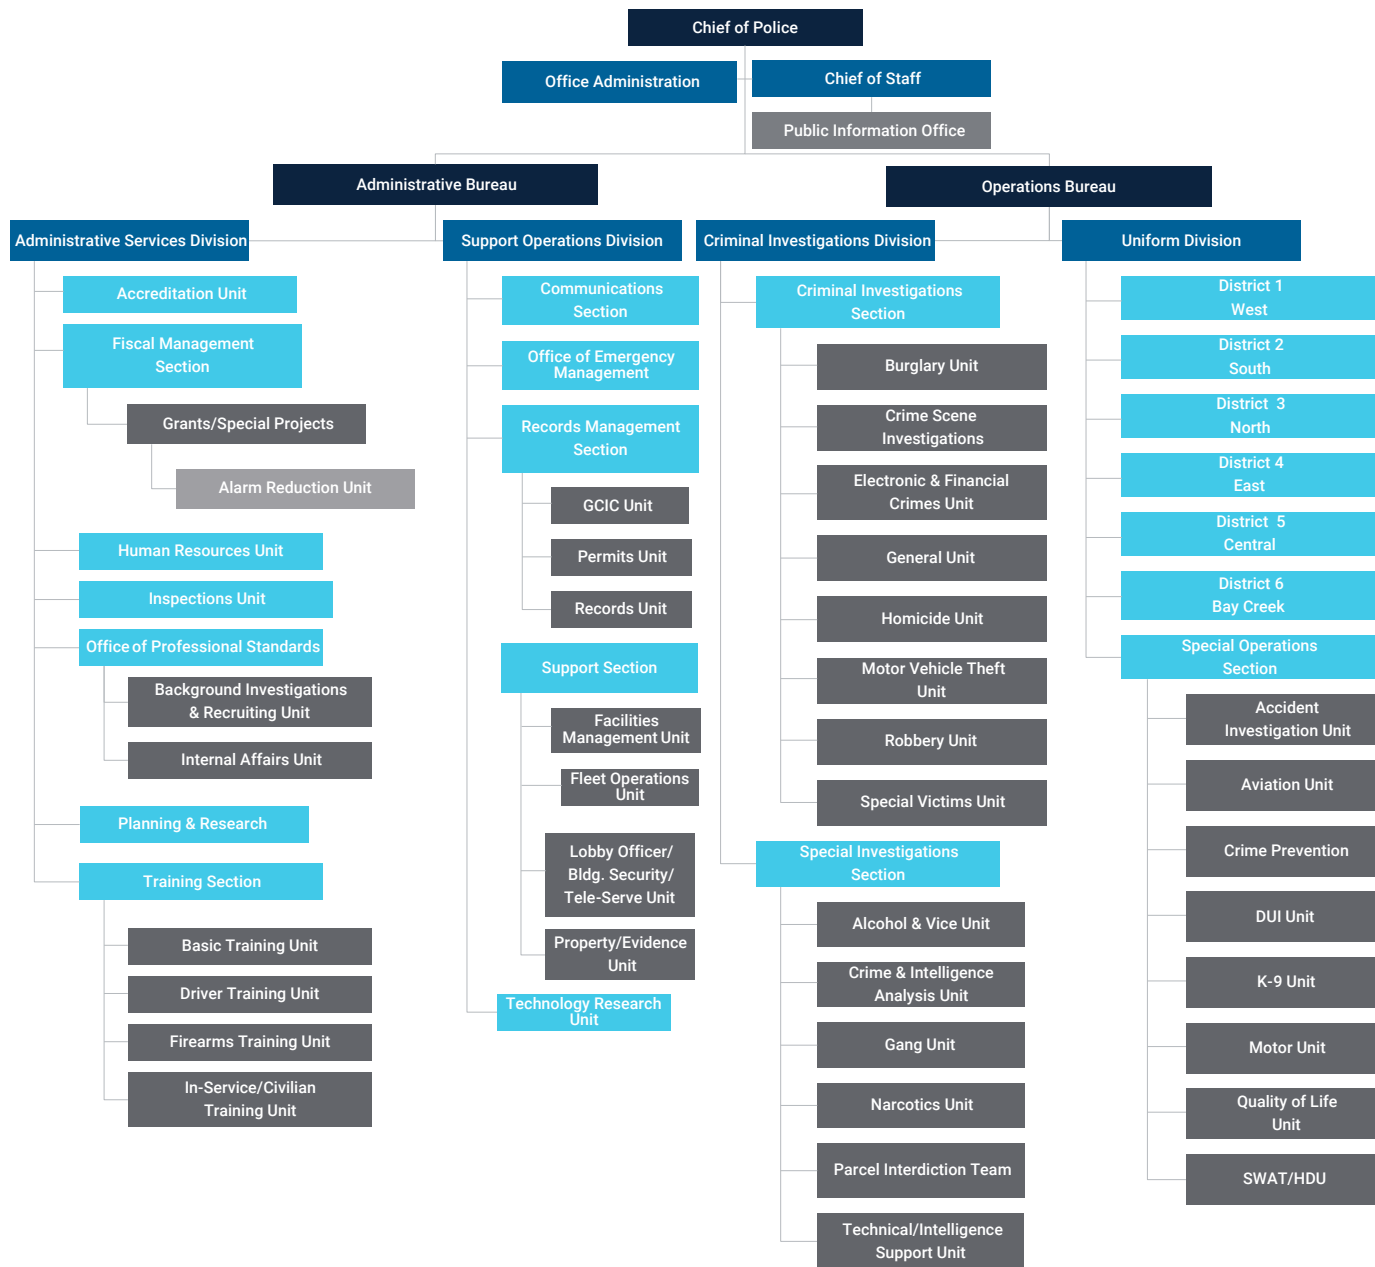 Chief of Police
Office Administration
Chief of Staff
Public Information Office
Administrative Bureau
Operations Bureau
Administrative Services Division
Support Operations Division
Criminal Investigations Division
Uniform Division
Accreditation Unit
Fiscal Management
Section
Grants/Special Projects
Alarm Reduction Unit
Human Resources Unit
Inspections Unit
Office of Professional Standards
Background Investigations
& Recruiting Unit
Internal Affairs Unit
Planning & Research
Training Section
Basic Training Unit
Driver Training Unit
Firearms Training Unit
In-Service/Civilian
Training Unit
Communications
Section
Office of Emergency
Management
Records Management
Section
GCIC Unit
Permits Unit
Records Unit
Support Section
Facilities
Management Unit
Fleet Operations
Unit
Lobby Officer/
Bldg. Security/
Tele-Serve Unit
Property/Evidence
Unit
Technology Research
Unit
Criminal Investigations
Section
Burglary Unit
Crime Scene
Investigations
Electronic & Financial
Crimes Unit
General Unit
Homicide Unit
Motor Vehicle Theft
Unit
Robbery Unit
Special Victims Unit
Special Investigations
Section
Alcohol & Vice Unit
Crime & Intelligence
Analysis Unit
Gang Unit
Narcotics Unit
Parcel Interdiction Team
Technical/Intelligence
Support Unit
District 1
West
District 2
South
District 3
North
District 4
East
District 5
Central
District 6
Bay Creek
Special Operations
Section
Accident
Investigation Unit
Aviation Unit
Crime Prevention
DUI Unit
K-9 Unit
Motor Unit
Quality of Life
Unit
SWAT/HDU